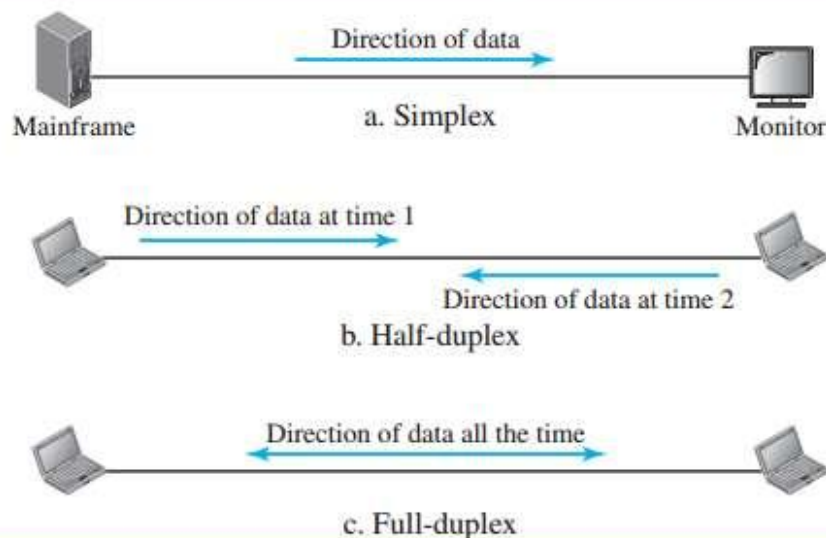 Direction of data
Mainframe
a. Simplex
Monitor
Direction of data at time 1
Direction of data at time 2
b. Half-duplex
Direction of data all the time
c. Full-duplex